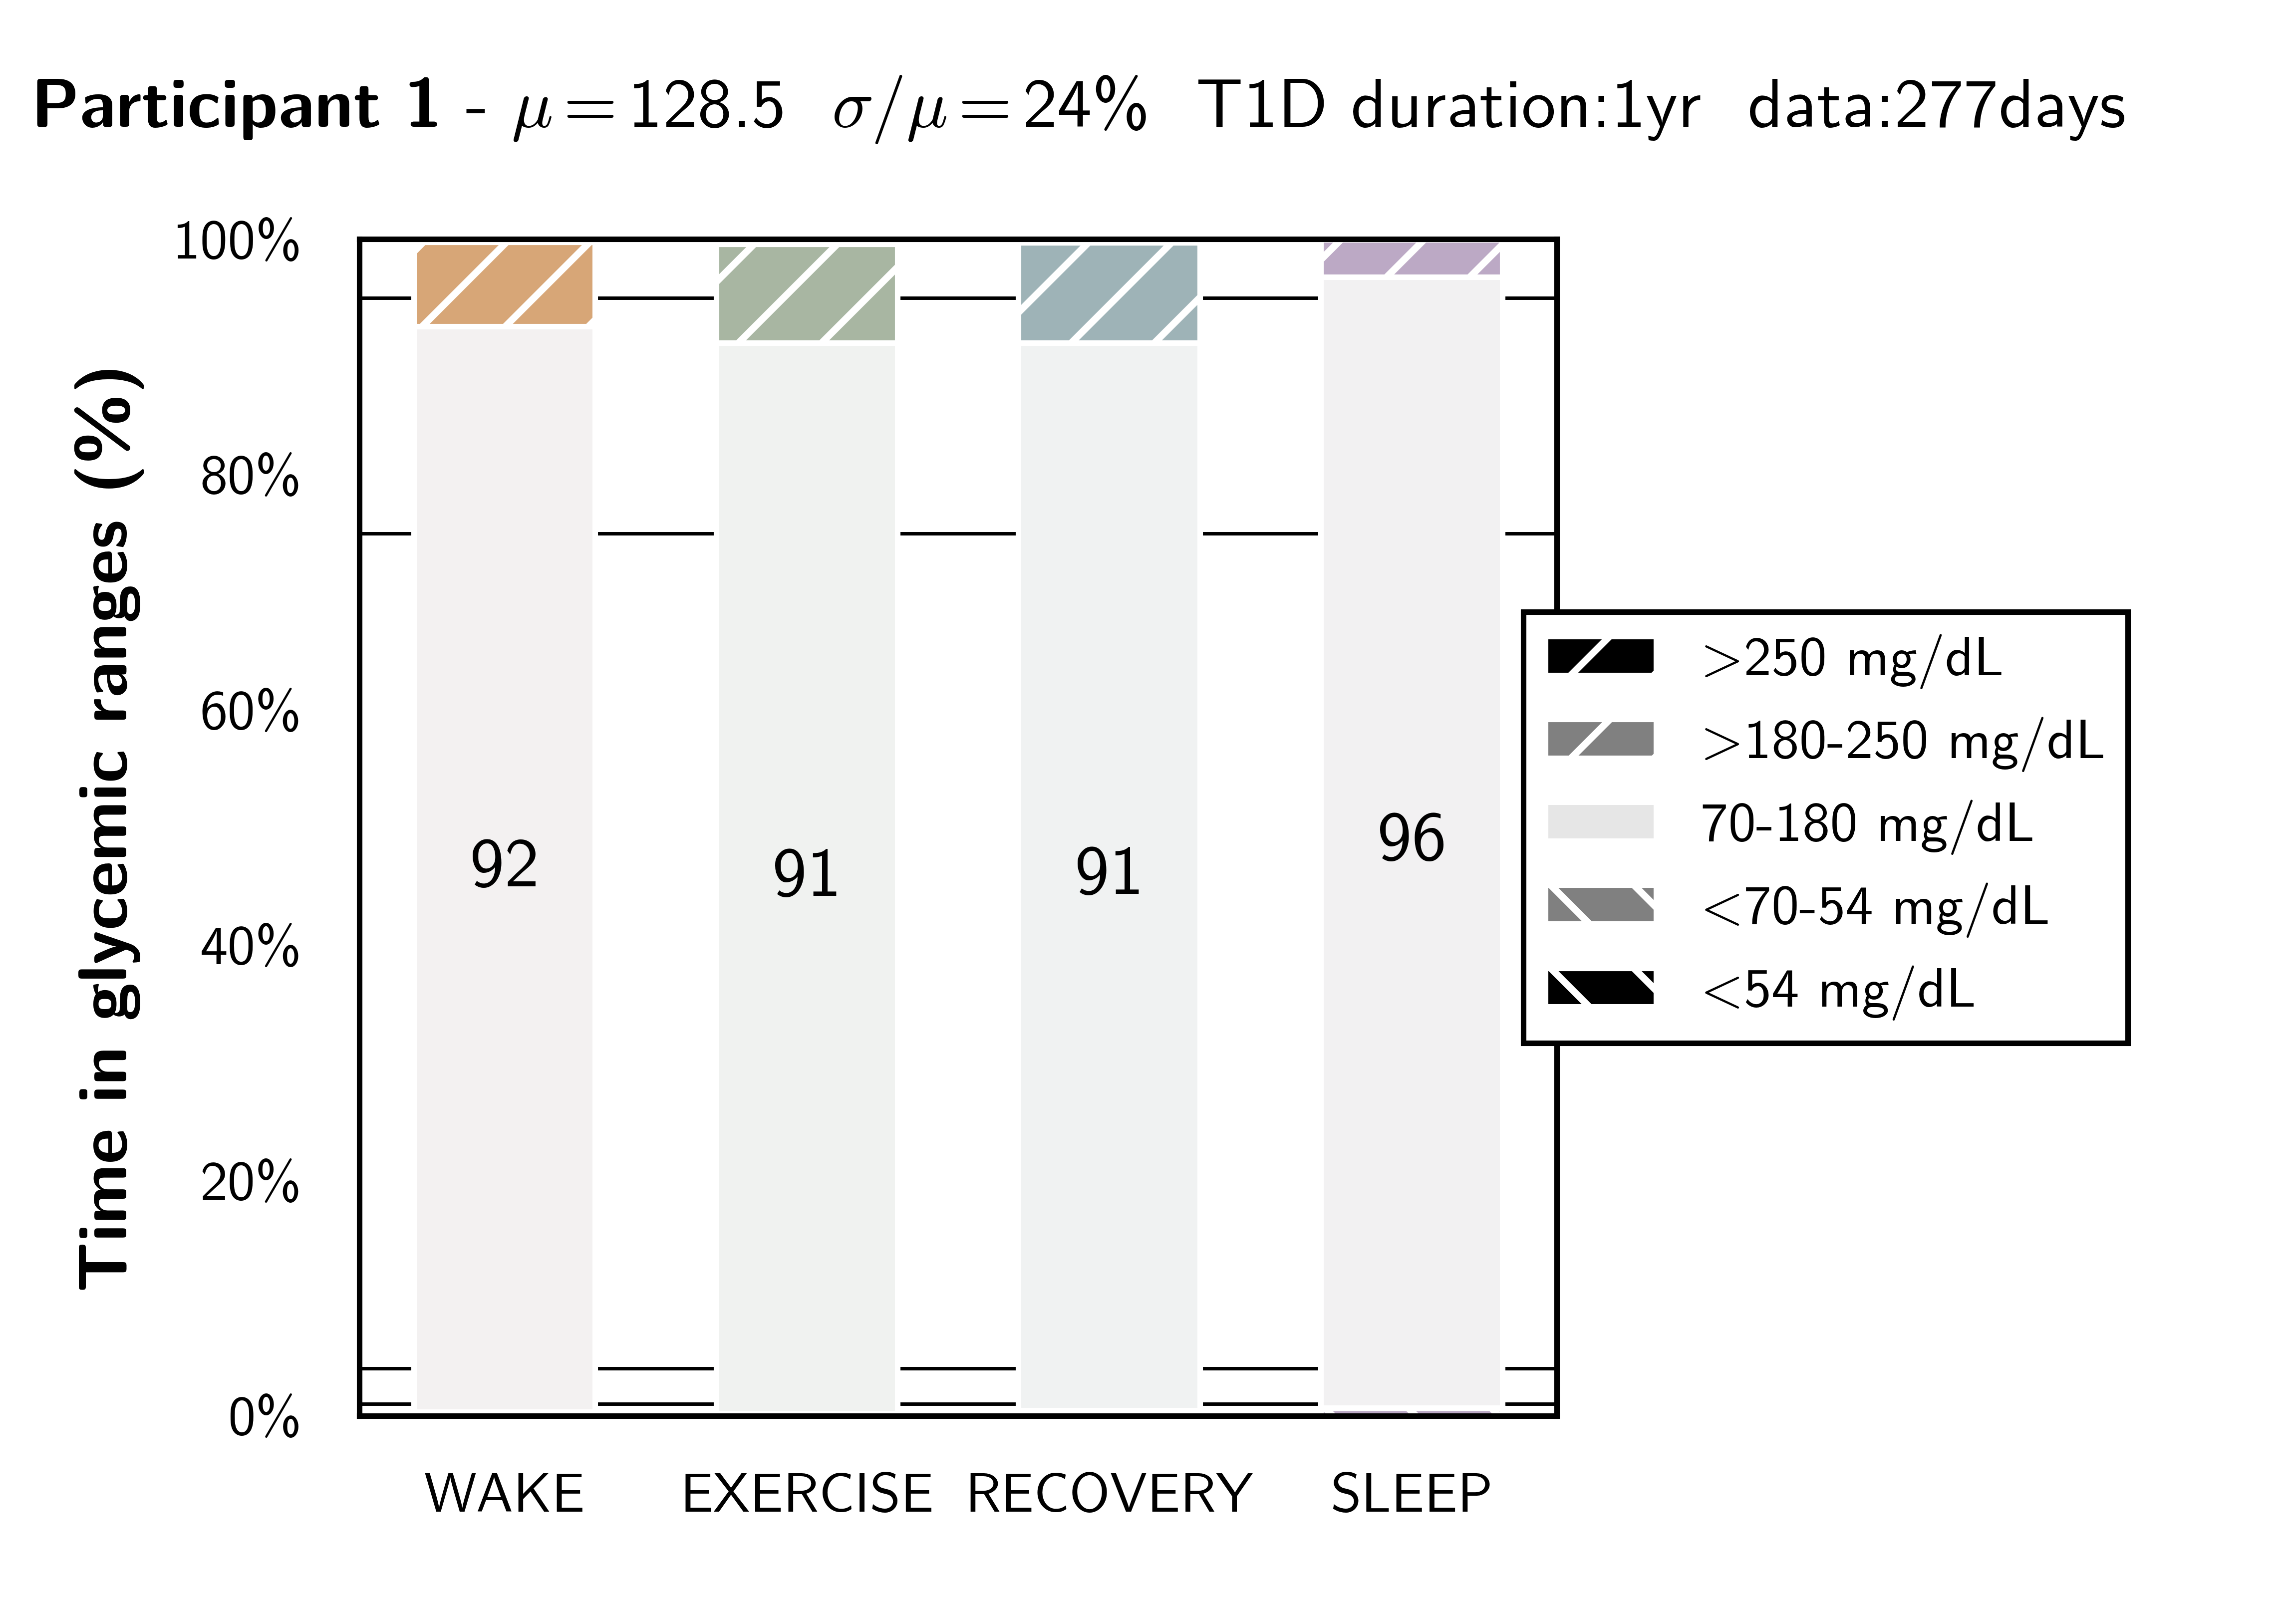 Participant 1 - μ=128.5 σ/μ=24% T1D duration:1yr data:277days
Time in glycemic ranges (%)
100%
80%
60%
40%
20%
0%
92
91
91
96
>250 mg/dL
>180-250 mg/dL
70-180 mg/dL
<70-54 mg/dL
<54 mg/dL
WAKE EXERCISE RECOVERY SLEEP